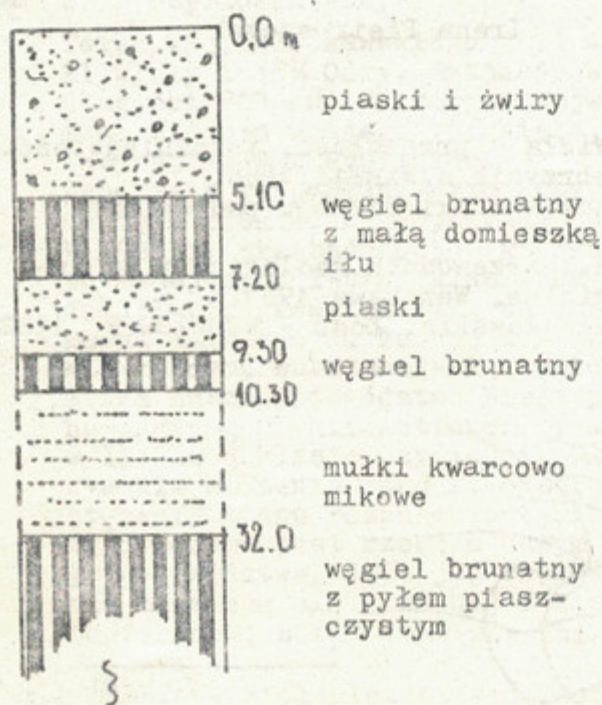 0,0 m
piaski i żwiry
5.10
węgiel brunatny
z małą domieszką
iłu
7.20
piaski
9.30
węgiel brunatny
10.30
mułki kwarcowo
mikowe
32.0
węgiel brunatny
z pyłem piasz-
czystym